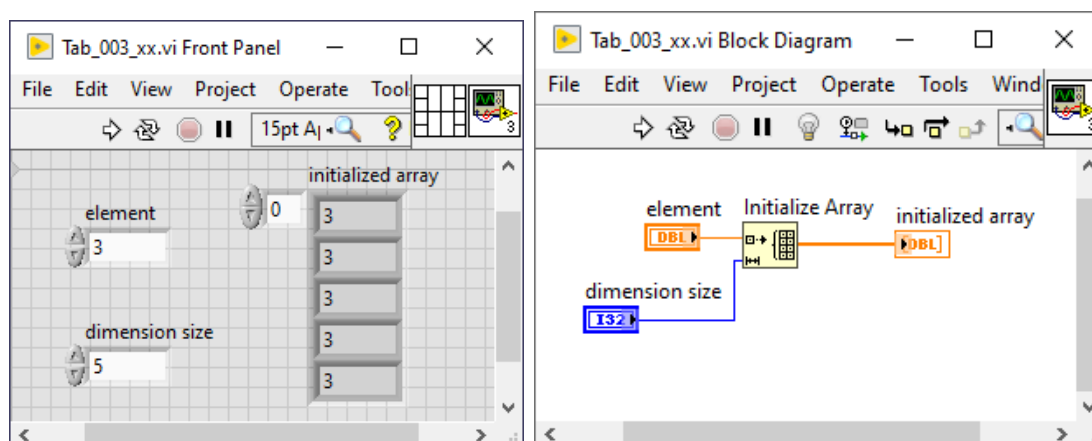 Tab_003_xx.vi Front Panel
File Edit View Project Operate Tool
15pt A
3
initialized array
0
element
3
3
3
3
dimension size
3
5
3
Tab_003_xx.vi Block Diagram
File Edit View Project Operate Tools Wind
3
element
Initialize Array
initialized array
DBL
DBL]
dimension size
I32